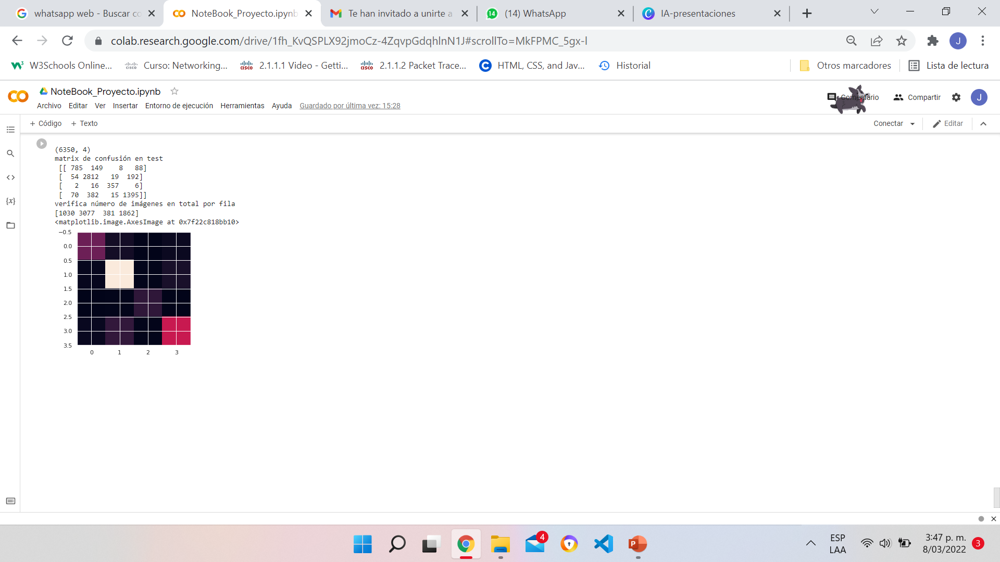 whatsapp web - Buscar co
NoteBook_Proyecto.ipynb
Te han invitado a unirte a
14
(14) WhatsApp
IA-presentaciones
colab.research.google.com/drive/1fh_KvQSPLX92jmoCz-4ZqvpGdqhlnN1J#scrollTo=MkFPMC_5gx-l
J
W3Schools Online...
Curso: Networking...
2.1.1.1 Video - Getti...
2.1.1.2 Packet Trace...
HTML, CSS, and Jav...
Historial
Otros marcadores
Lista de lectura
NoteBook_Proyecto.ipynb
Comentario
Compartir
J
Archivo Editar Ver Insertar Entorno de ejecución Herramientas Ayuda Guardado por última vez: 15:28
+ Código + Texto
Conectar
Editar
(6350, 4)
matrix de confusión en test
[[ 785 149 8 88]
[ 54 2812 19 192]
[ 2 16 357 6]
[ 70 382 15 1395]]
verifica número de imágenes en total por fila
[1030 3077 381 1862]
<matplotlib.image.AxesImage at 0x7f22c818bb10>
−0.5
0.0
0.5
1.0
1.5
2.0
2.5
3.0
3.5
0 1 2 3
4
ESP
LAA
3:47 p. m.
8/03/2022
3